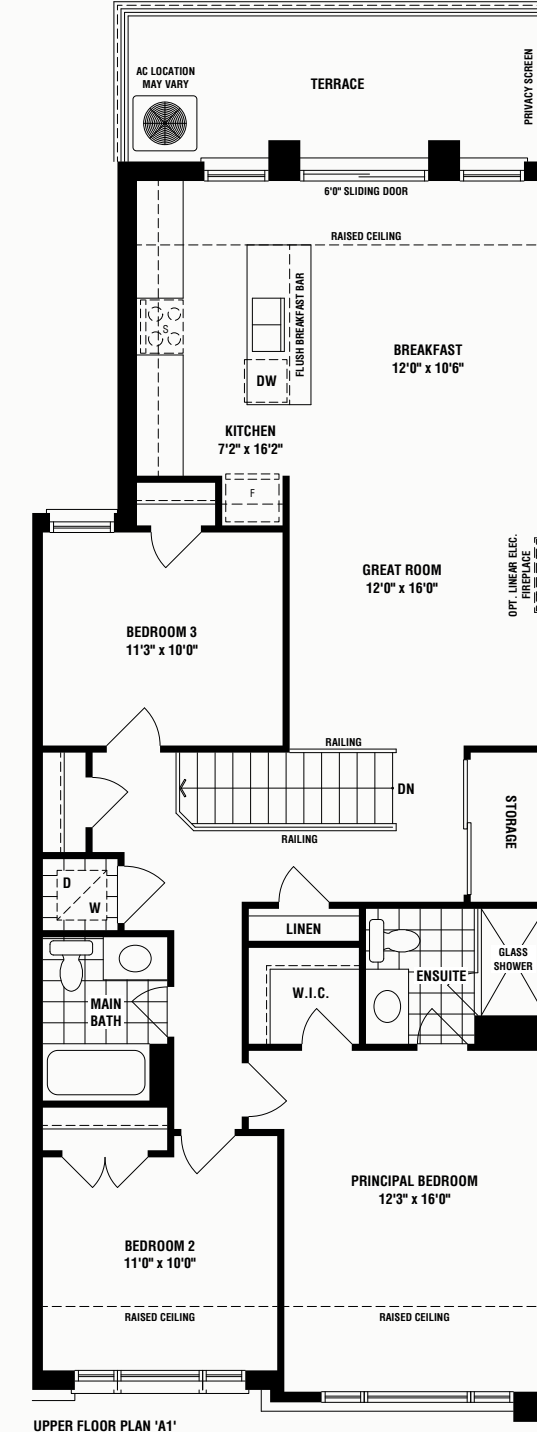 AC LOCATION
MAY VARY
TERRACE
PRIVACY SCREEN
6'0" SLIDING DOOR
RAISED CEILING
FLUSH BREAKFAST BAR
S
BREAKFAST
12'0" x 10'6"
DW
KITCHEN
7'2" x 16'2"
F
GREAT ROOM
12'0" x 16'0"
OPT. LINEAR ELEC.
FIREPLACE
BEDROOM 3
11'3" x 10'0"
RAILING
DN
STORAGE
RAILING
D
W
LINEN
ENSUITE
GLASS
SHOWER
W.I.C.
MAIN
BATH
PRINCIPAL BEDROOM
12'3" x 16'0"
BEDROOM 2
11'0" x 10'0"
RAISED CEILING
RAISED CEILING
UPPER FLOOR PLAN 'A1'